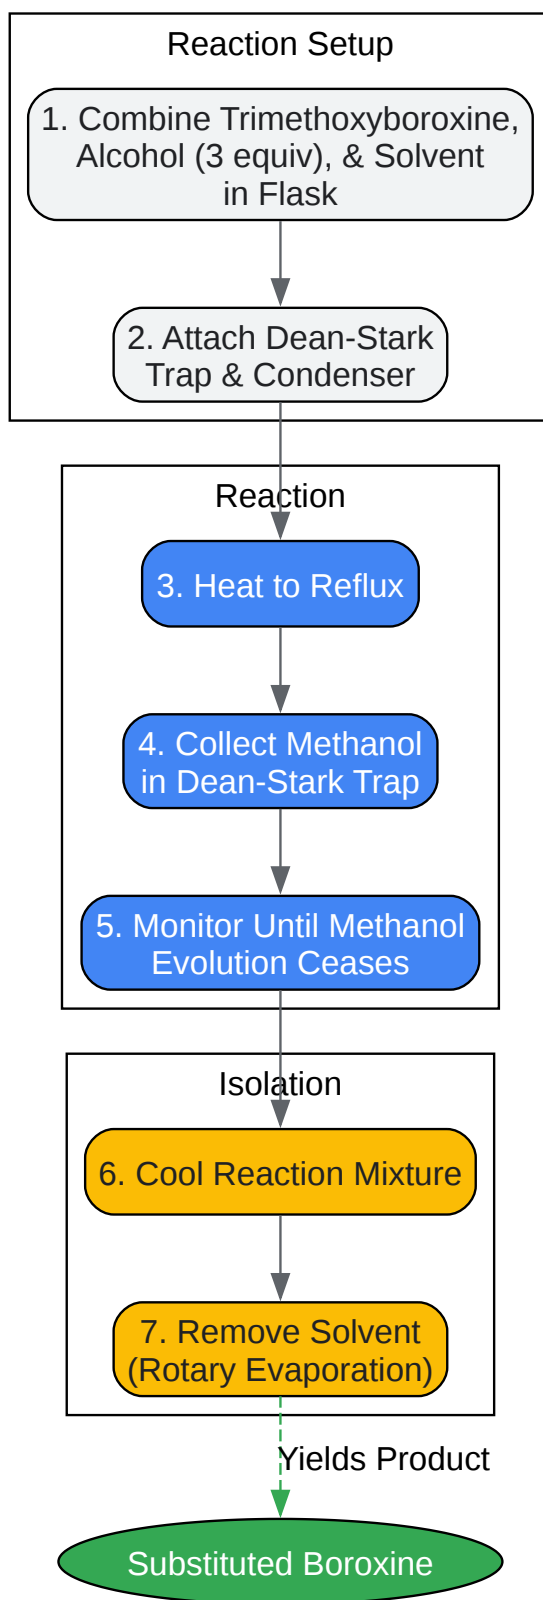 Reaction Setup
1. Combine Trimethoxyboroxine,
Alcohol (3 equiv), & Solvent
in Flask
2. Attach Dean-Stark
Trap & Condenser
Reaction
3. Heat to Reflux
4. Collect Methanol
in Dean-Stark Trap
5. Monitor Until Methanol
Evolution Ceases
Isolation
6. Cool Reaction Mixture
7. Remove Solvent
(Rotary Evaporation)
Yields Product
Substituted Boroxine